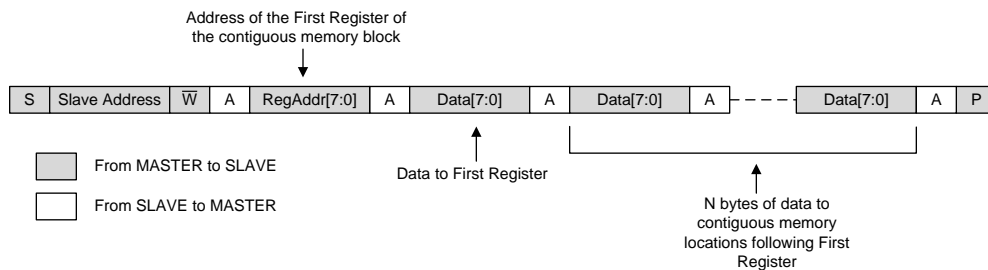 Address of the First Register of
the contiguous memory block
S Slave Address W̅ A RegAddr[7:0] A Data[7:0] A Data[7:0] A Data[7:0] A P
From MASTER to SLAVE
Data to First Register
From SLAVE to MASTER
N bytes of data to
contiguous memory
locations following First
Register